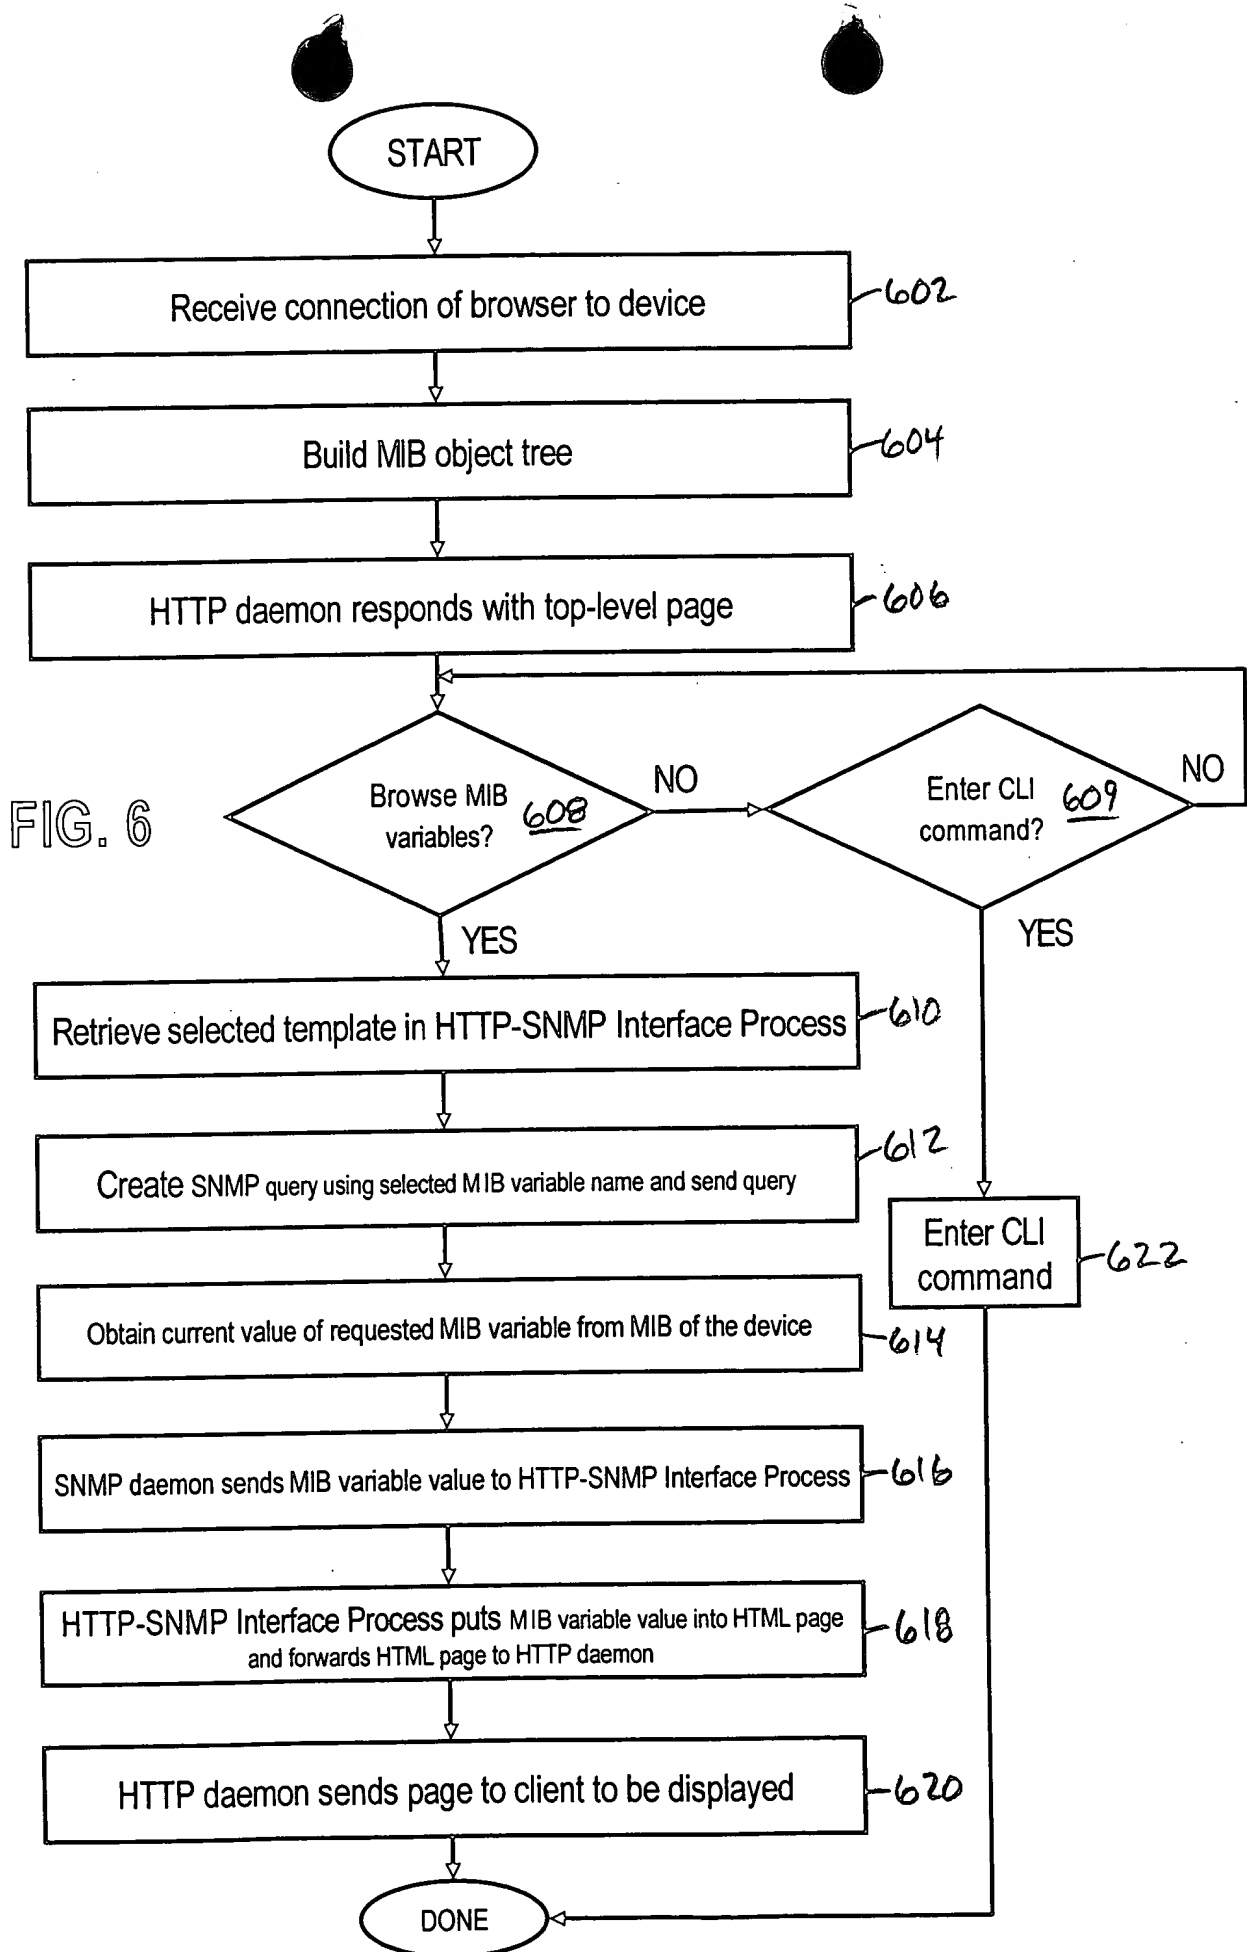 START
Receive connection of browser to device
602
Build MIB object tree
604
HTTP daemon responds with top-level page
606
FIG. 6
Browse MIB
variables?
608
NO
Enter CLI
command?
609
NO
YES
YES
Retrieve selected template in HTTP-SNMP Interface Process
610
Create SNMP query using selected MIB variable name and send query
612
Enter CLI
command
622
Obtain current value of requested MIB variable from MIB of the device
614
SNMP daemon sends MIB variable value to HTTP-SNMP Interface Process
616
HTTP-SNMP Interface Process puts MIB variable value into HTML page
and forwards HTML page to HTTP daemon
618
HTTP daemon sends page to client to be displayed
620
DONE